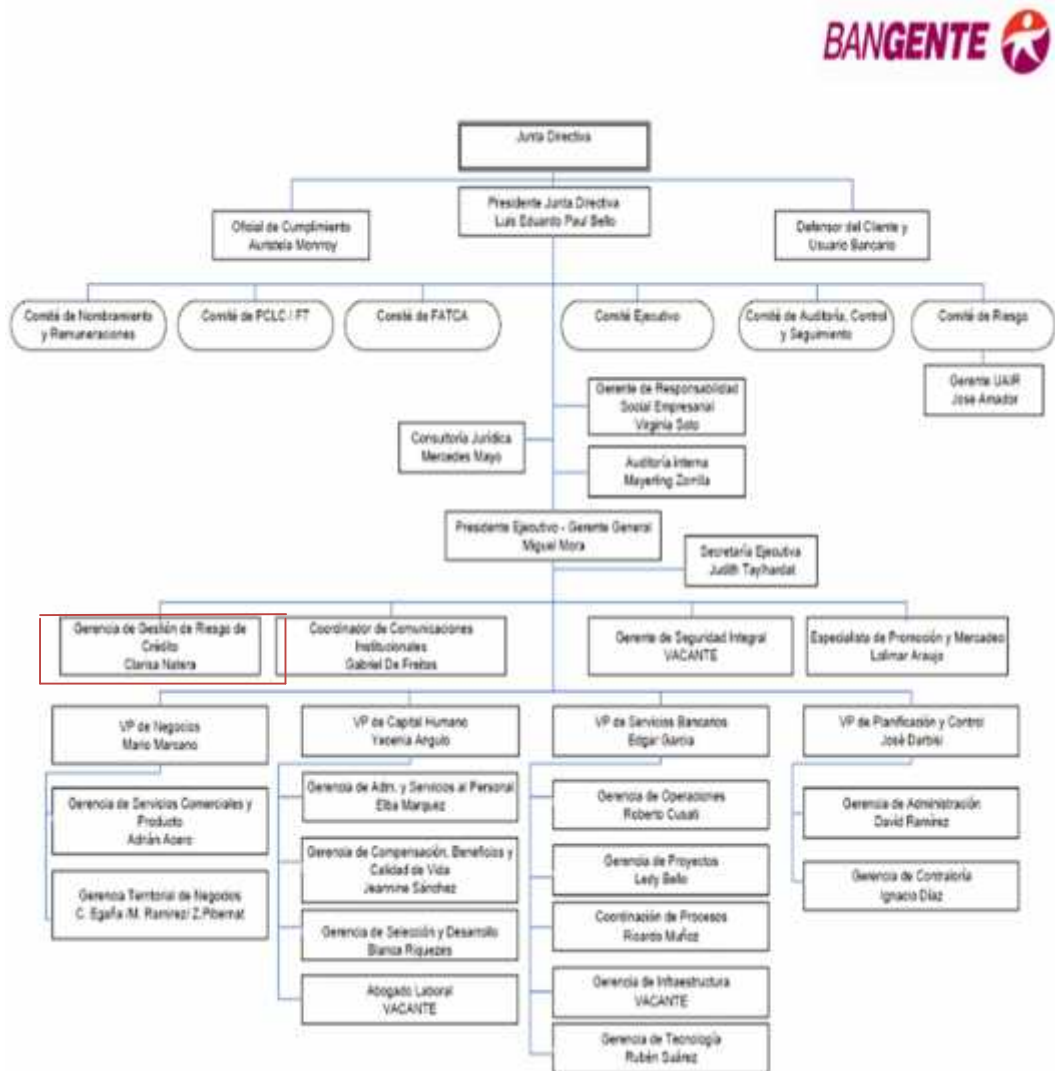 BANGENTE
Junta Directiva
Presidente Junta Directiva
Luis Eduardo Paul Bello
Oficial de Cumplimiento
Auristela Monrroy
Defensor del Cliente y
Usuario Bancario
Comité de Nombramiento
y Remuneraciones
Comité de PCLC / FT
Comité de FATCA
Comité Ejecutivo
Comité de Auditoría, Control
y Seguimiento
Comité de Riesgo
Gerente UAIR
Jose Amador
Gerente de Responsabilidad
Social Empresarial
Virginia Soto
Consultoría Jurídica
Mercedes Mayo
Auditoría Interna
Mayerling Zorrilla
Presidente Ejecutivo - Gerente General
Miguel Mora
Secretaría Ejecutiva
Judith Taylhardat
Gerencia de Gestión de Riesgo de
Crédito
Clarisa Natera
Coordinador de Comunicaciones
Institucionales
Gabriel De Freitas
Gerente de Seguridad Integral
VACANTE
Especialista de Promoción y Mercadeo
Lolimar Araujo
VP de Negocios
Mario Marcano
VP de Capital Humano
Yecenia Angulo
VP de Servicios Bancarios
Edgar Garcia
VP de Planificación y Control
José
Gerencia de Servicios Comerciales y
Producto
Adrián Acero
Gerencia Territorial de Negocios
C. Egaña /M. Ramirez/ Z.Pibernat
Gerencia de Adm. y Servicios al Personal
Elba Marquez
Gerencia de Compensación, Beneficios y
Calidad de Vida
Jeannine Sánchez
Gerencia de Selección y Desarrollo
Blanca Riquezes
Abogado Laboral
VACANTE
Gerencia de Operaciones
Roberto Cusati
Gerencia de Proyectos
Ledy Bello
Coordinación de Procesos
Ricardo Muñoz
Gerencia de Infraestructura
VACANTE
Gerencia de Tecnología
Rubén Suárez
Gerencia de Administración
David Ramírez
Gerencia de Contraloría
Ignacio Díaz